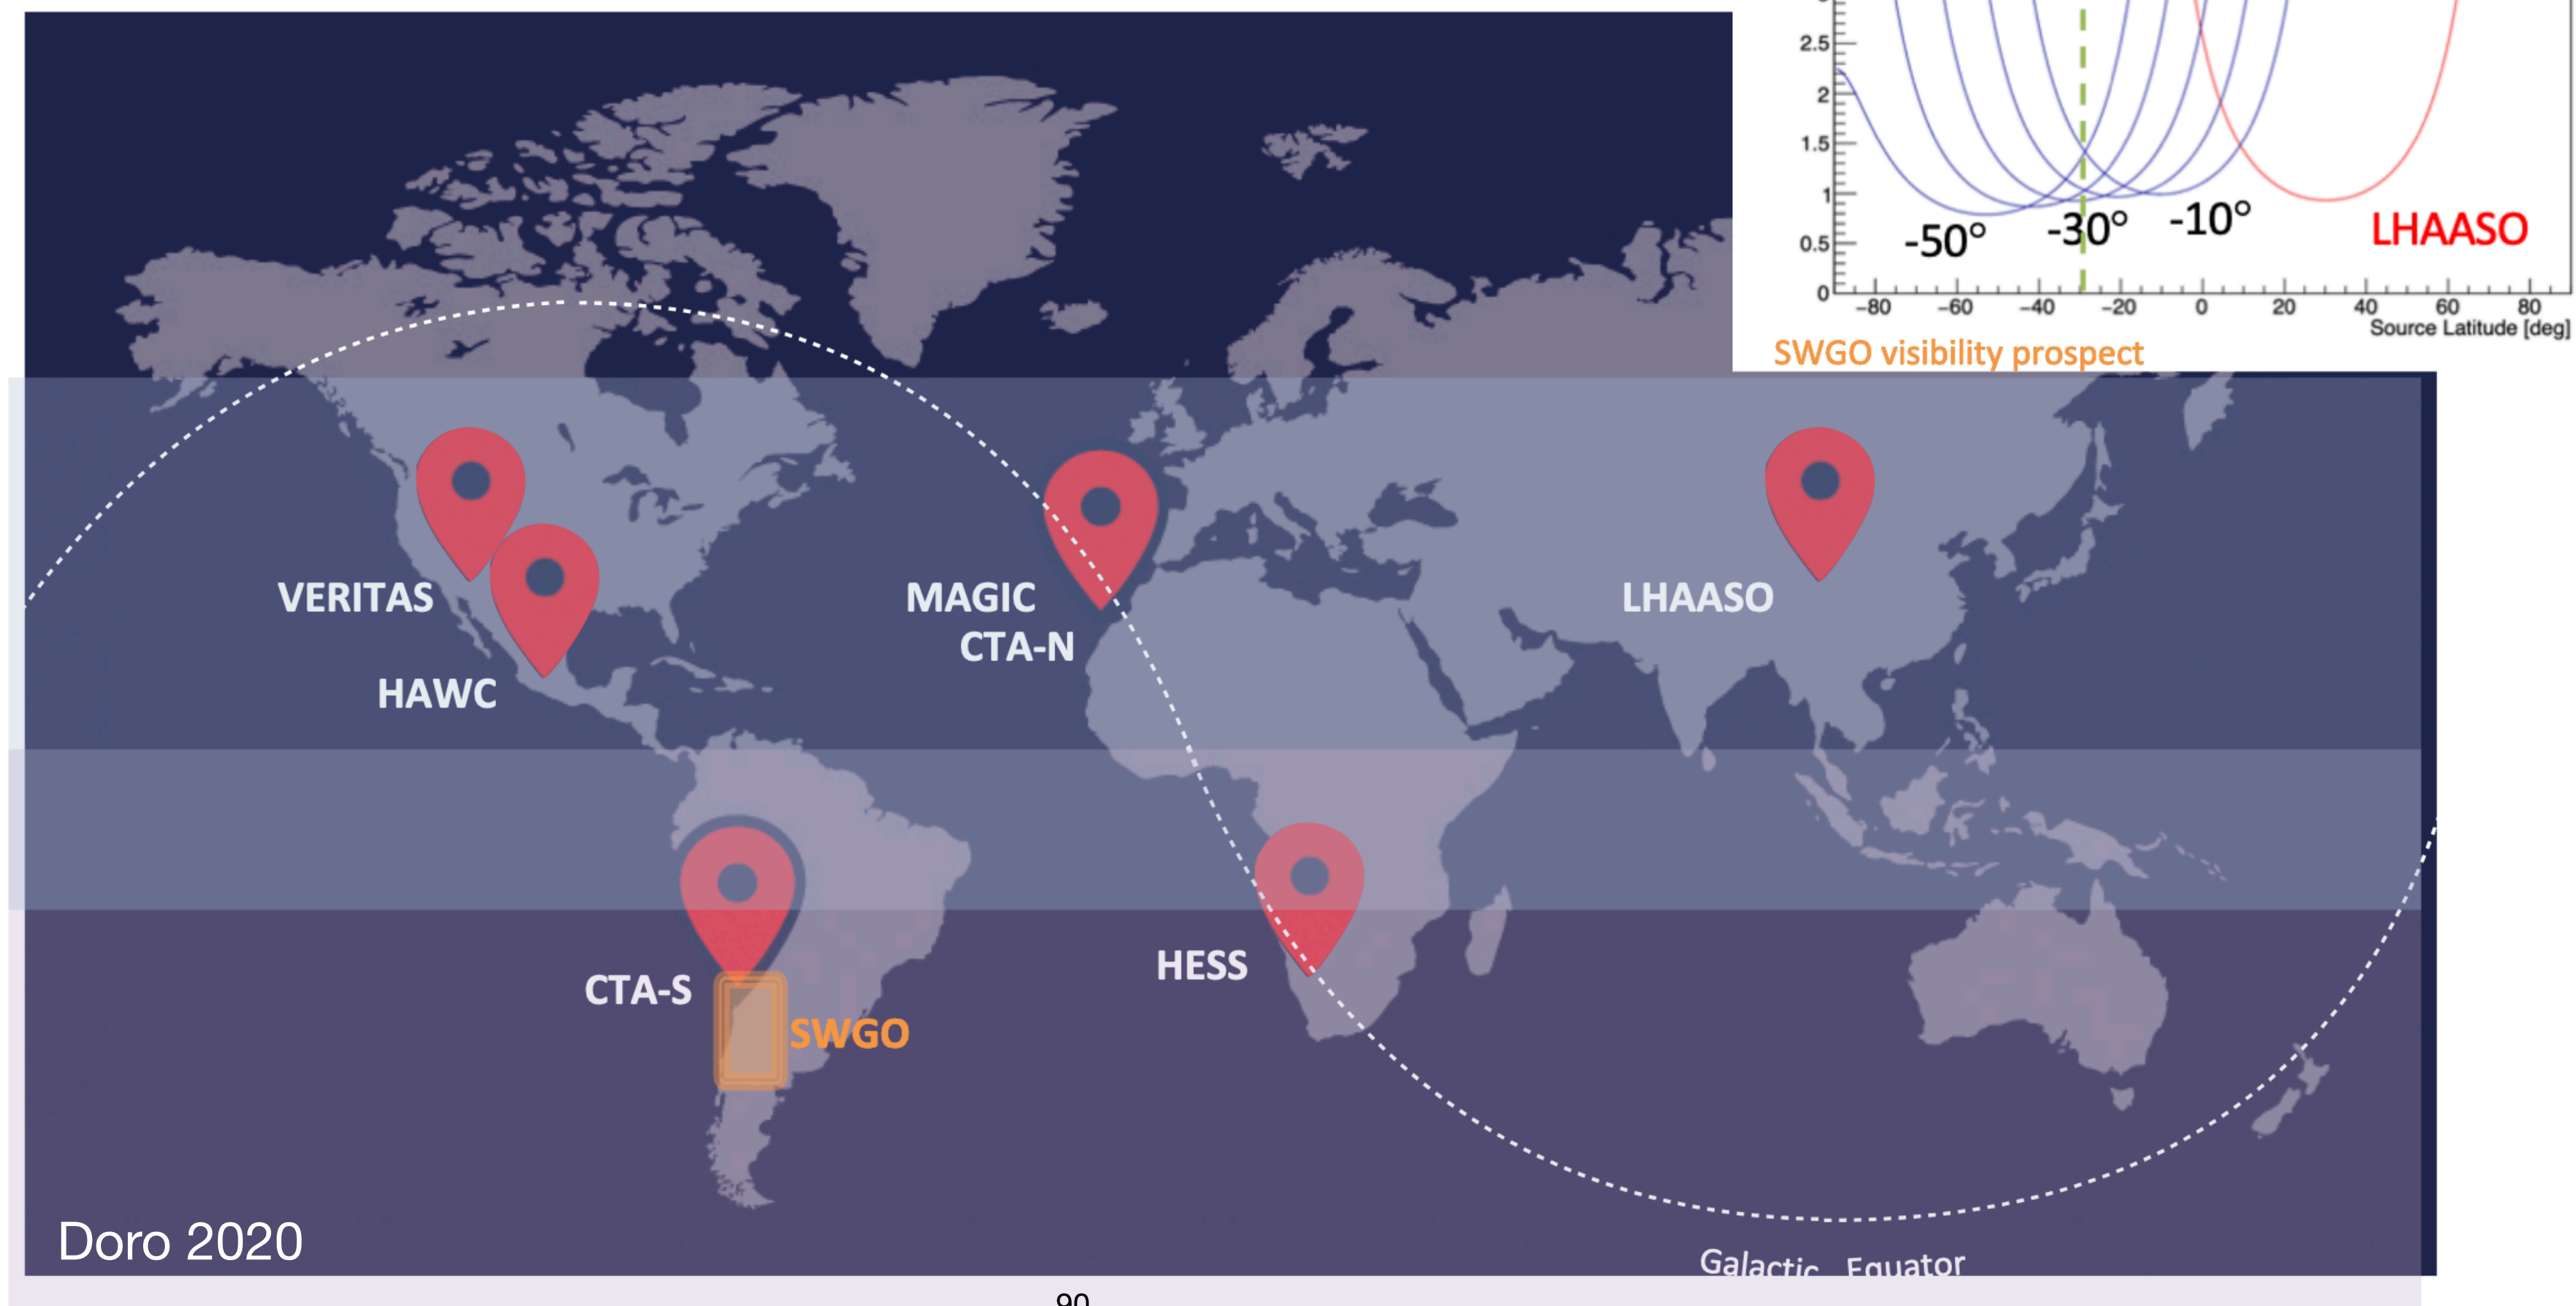 2.5
2
1.5
1
0.5
0
-50°
-30°
-10°
LHAASO
−80 −60 −40 −20 0 20 40 60 80
Source Latitude [deg]
SWGO visibility prospect
VERITAS
HAWC
MAGIC
CTA-N
LHAASO
CTA-S
SWGO
HESS
Doro 2020
Galactic Equator
90